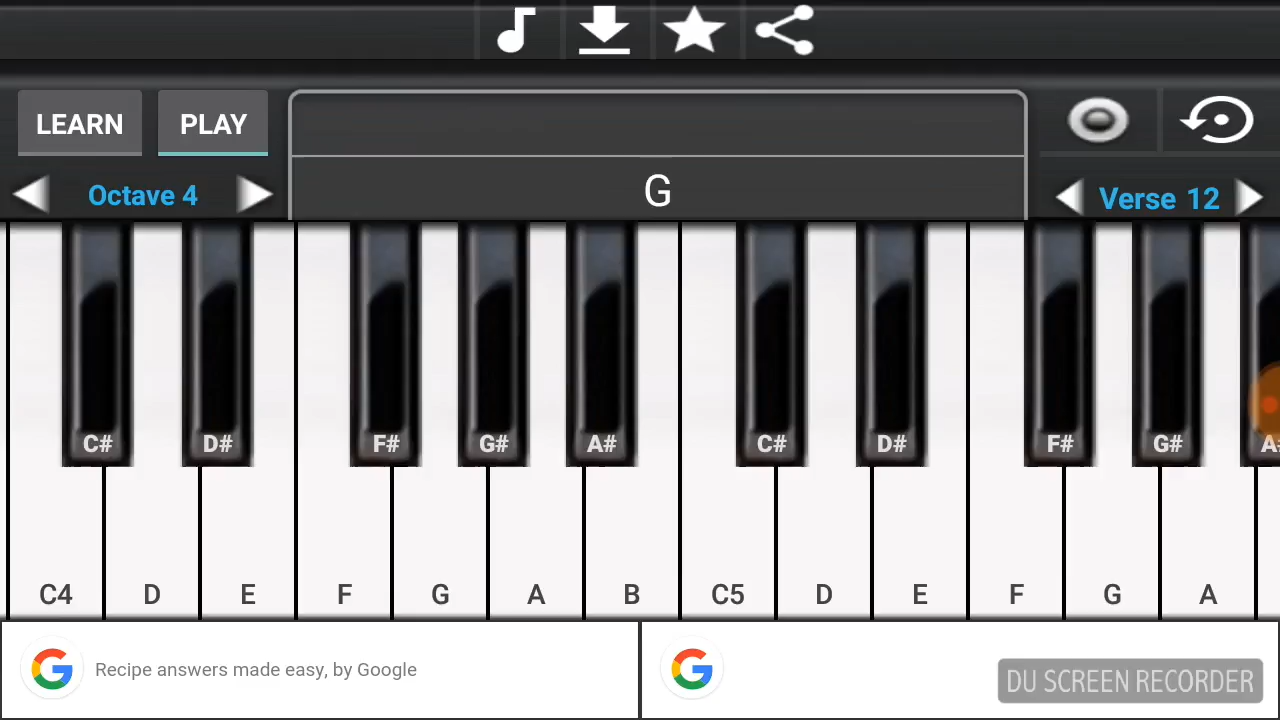 LEARN
PLAY
Octave 4
G
Verse 12
C#
D#
F#
G#
A#
C#
D#
F#
G#
A#
C4
D
E
F
G
A
B
C5
D
E
F
G
A
Recipe answers made easy, by Google
DU SCREEN RECORDER